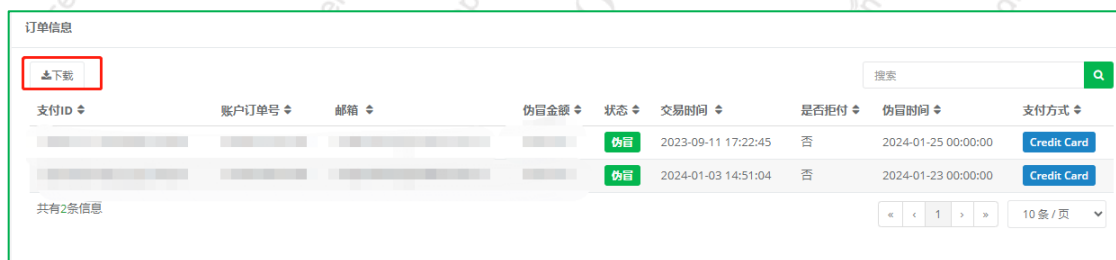 订单信息
下载
搜索
支付ID 账户订单号 邮箱 伪冒金额 状态 交易时间 是否拒付 伪冒时间 支付方式
伪冒 2023-09-11 17:22:45 否 2024-01-25 00:00:00 Credit Card
伪冒 2024-01-03 14:51:04 否 2024-01-23 00:00:00 Credit Card
共有2条信息
« ‹ 1 › » 10 条 / 页